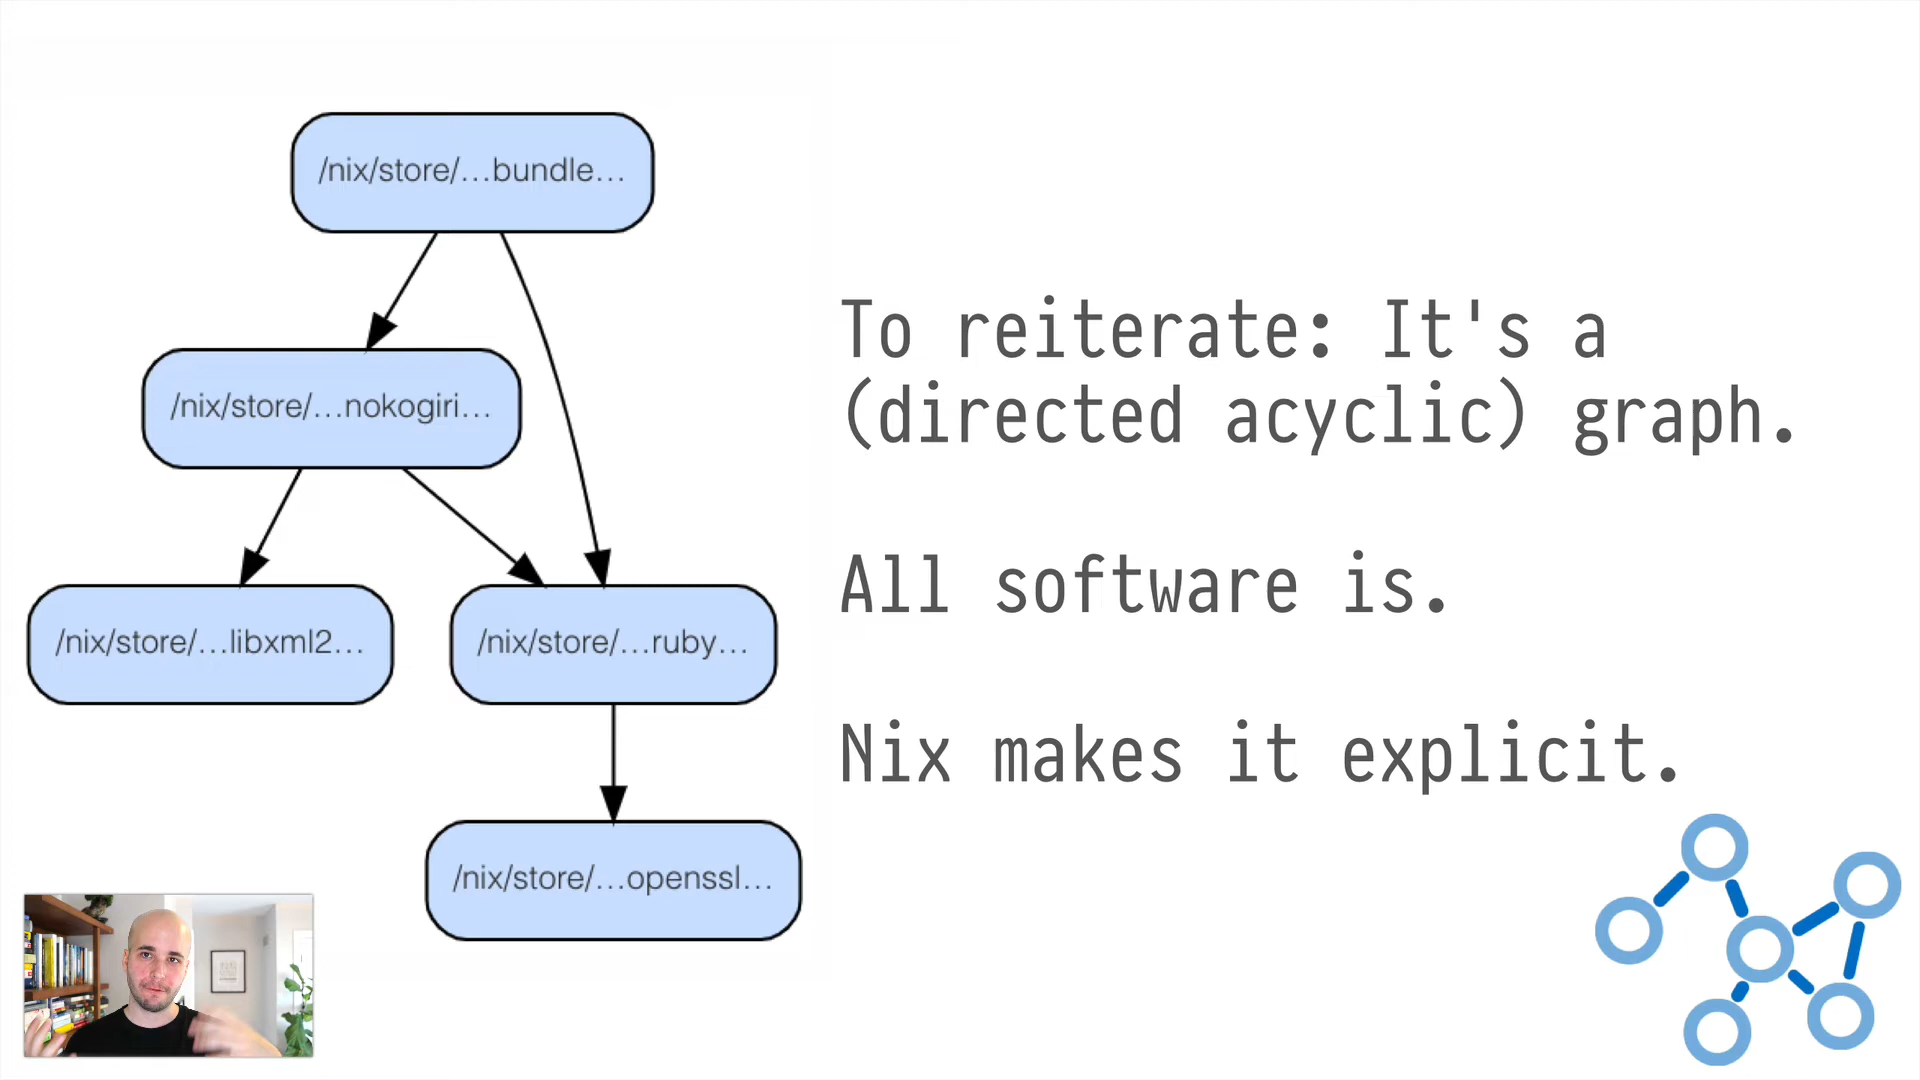 /nix/store/...bundle...
/nix/store/...nokogiri...
/nix/store/...libxml2...
/nix/store/...ruby...
/nix/store/...openssl...
To reiterate: It's a
(directed acyclic) graph.
All software is.
Nix makes it explicit.